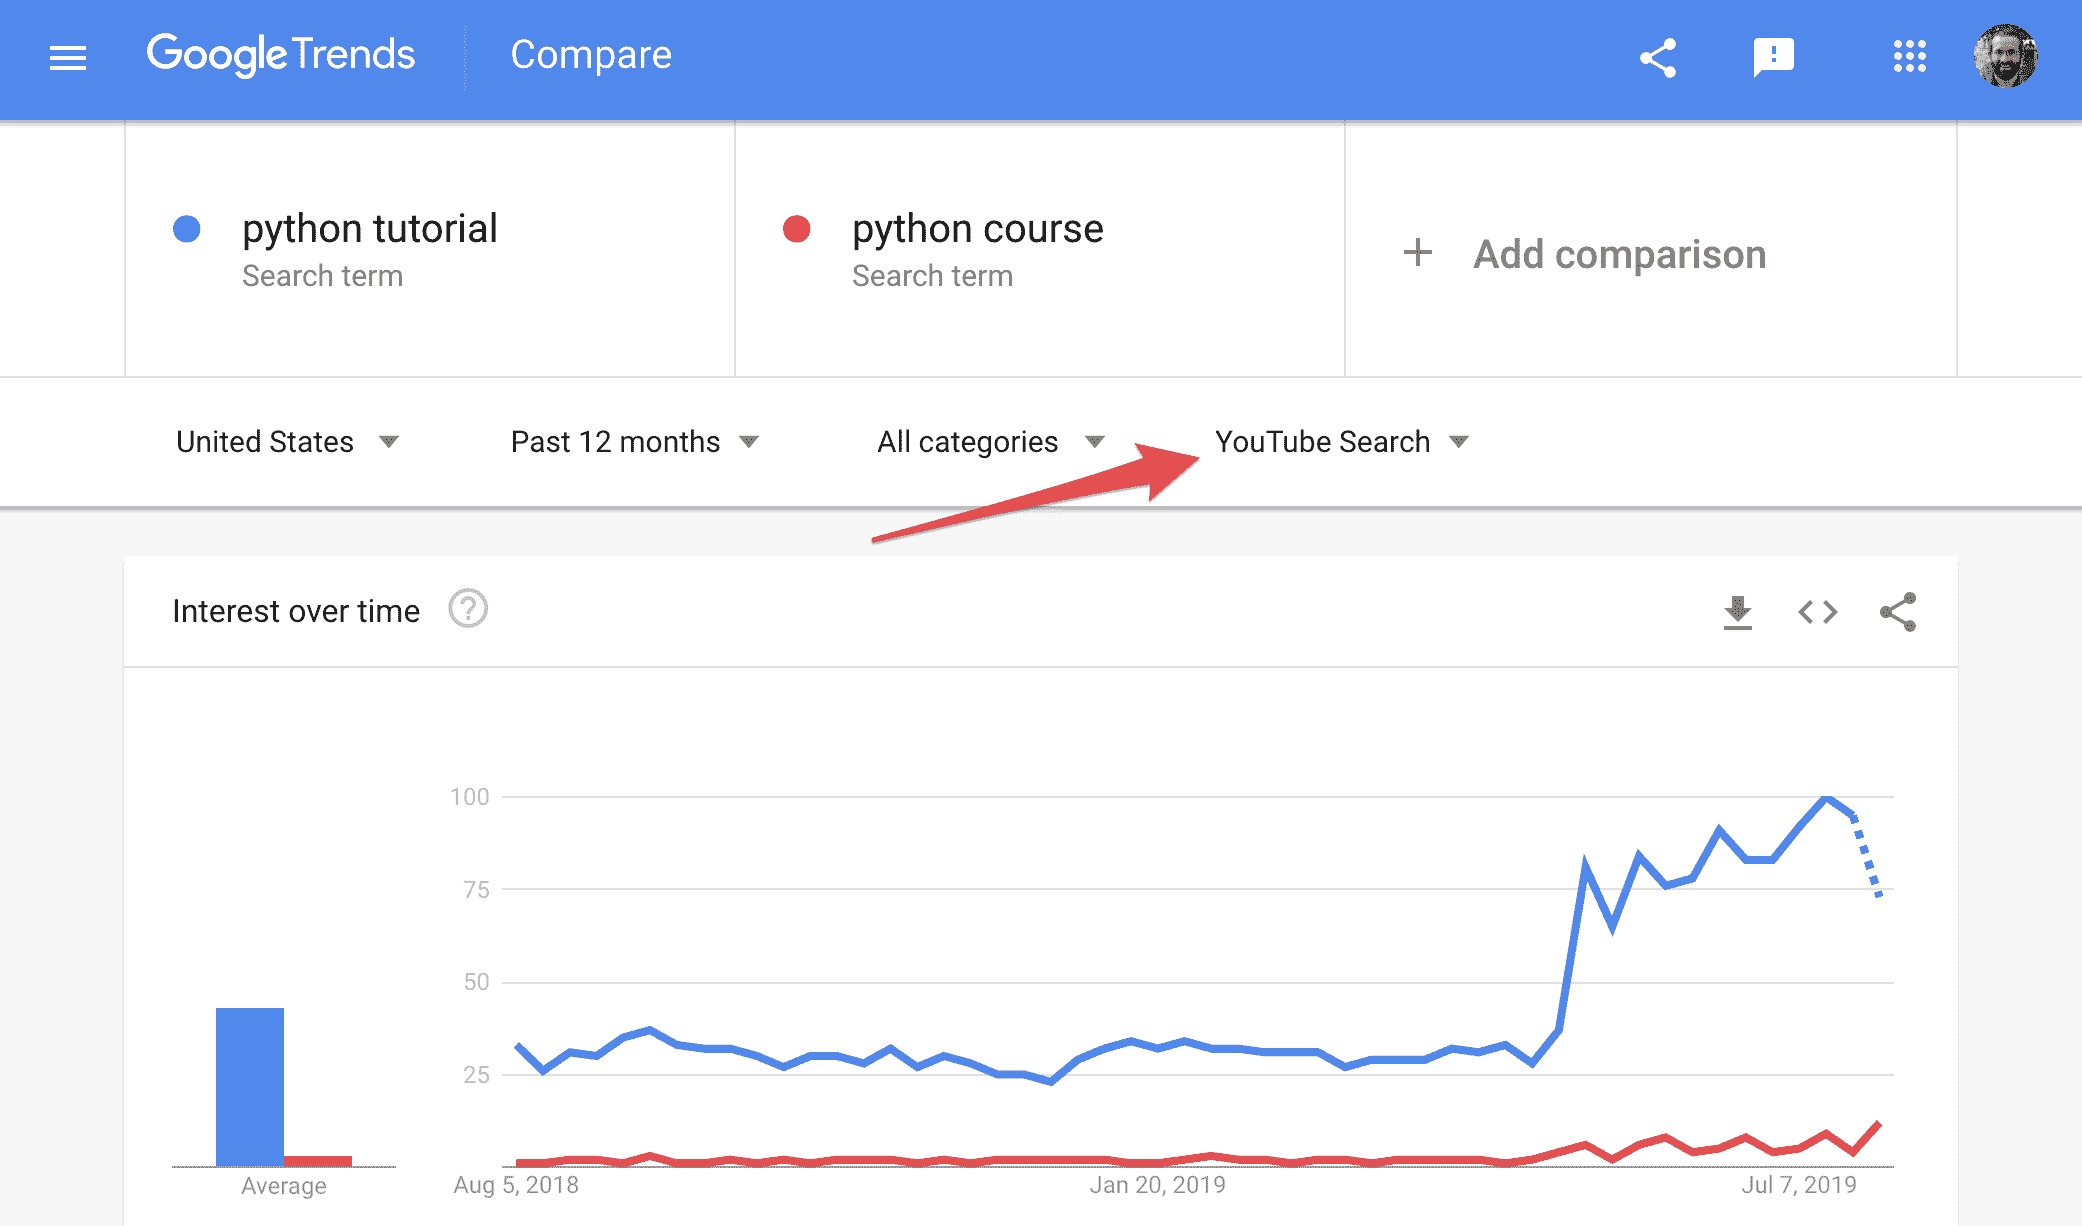 Google Trends Compare
python tutorial
Search term
python course
Search term
+ Add comparison
United States Past 12 months All categories YouTube Search
Interest over time ?
100
75
50
25
Average
Aug 5, 2018 Jan 20, 2019 Jul 7, 2019